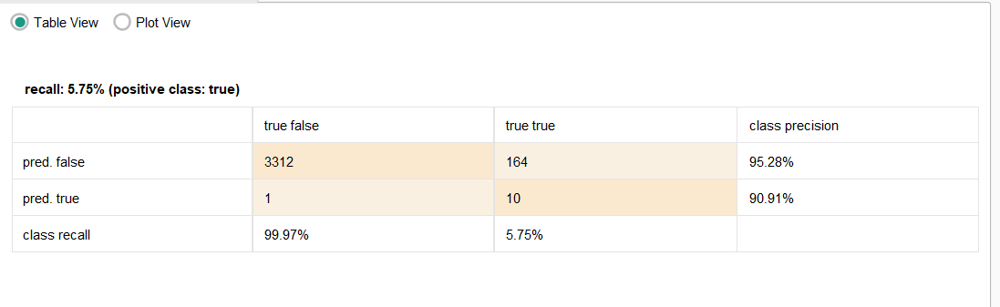 Table View Plot View
recall: 5.75% (positive class: true)
true false true true class precision
pred. false 3312 164 95.28%
pred. true 1 10 90.91%
class recall 99.97% 5.75%